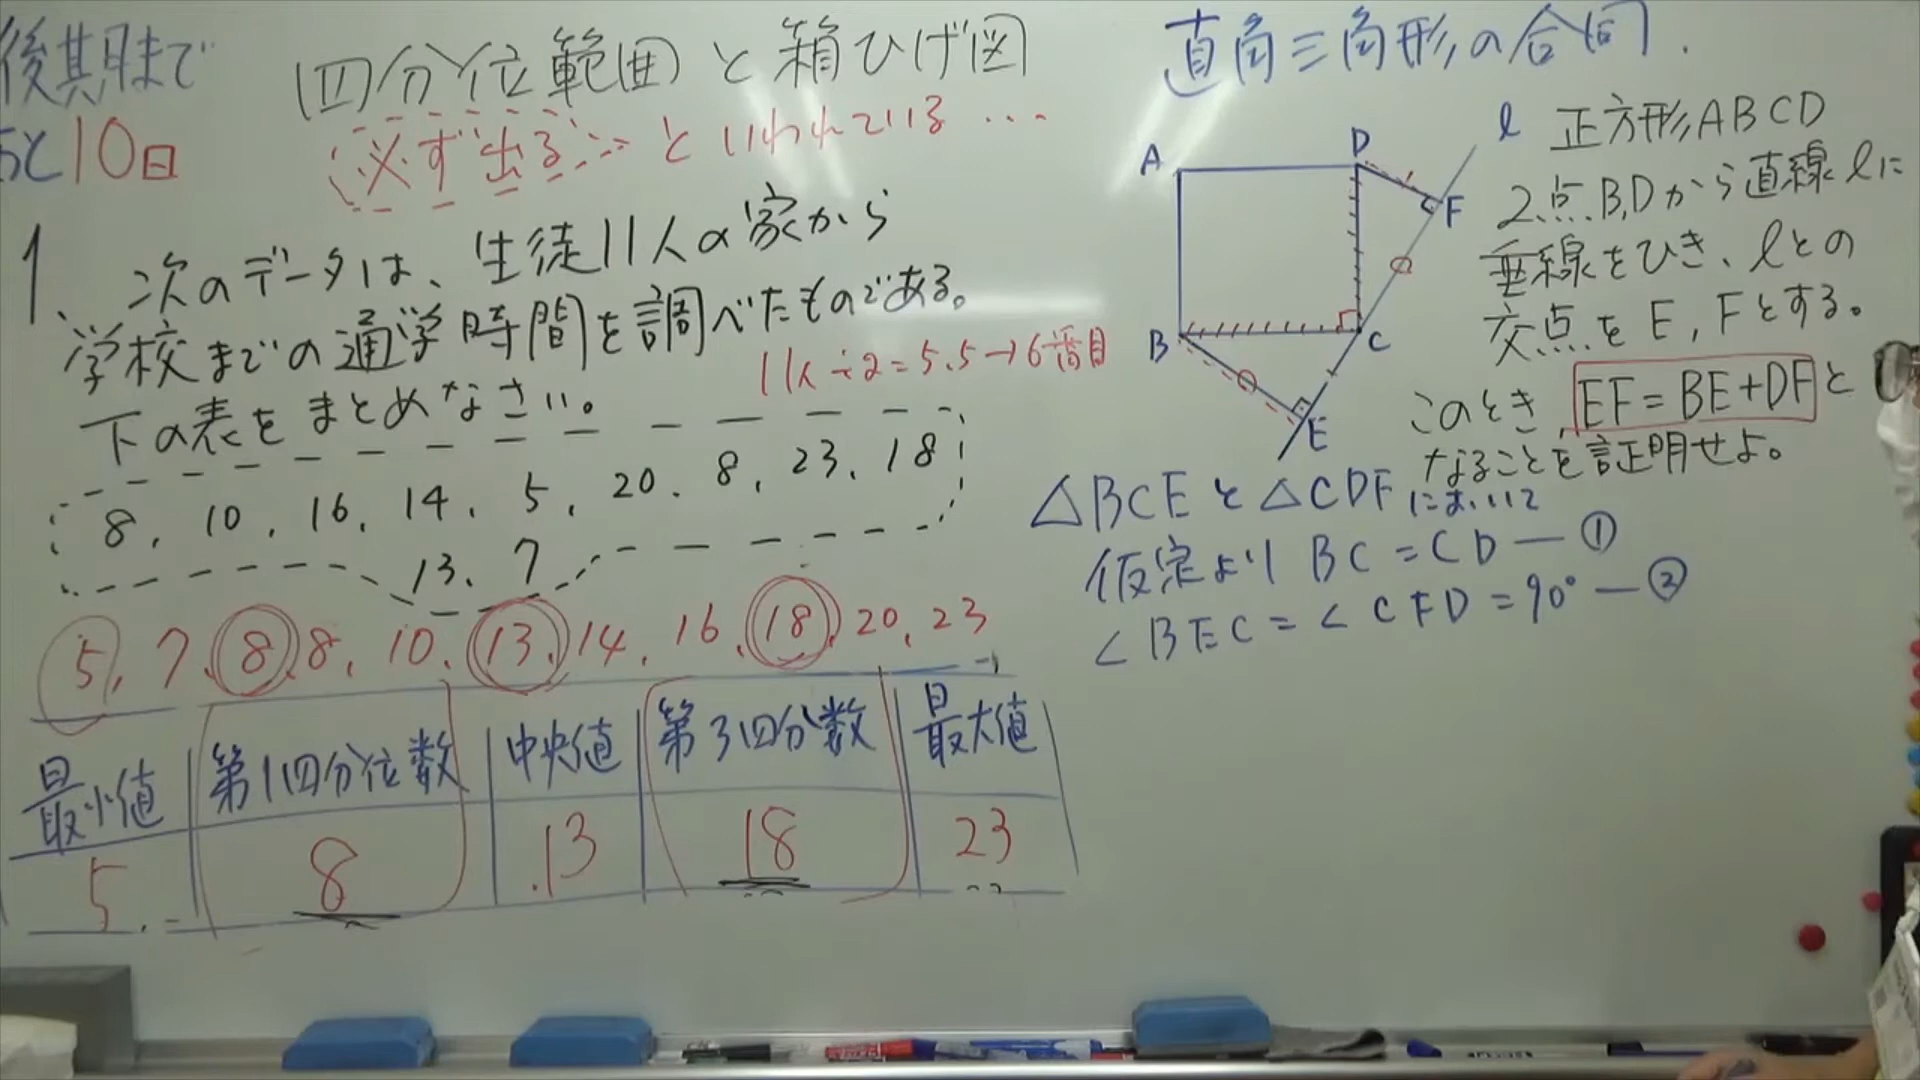 後期まで
あと10日
四分位範囲と箱ひげ図
必ず出る と いわれている …
1. 次のデータは、生徒11人の家から
学校までの通学時間を調べたものである。
下の表をまとめなさい。
11人÷2=5.5→6番目
8, 10, 16, 14, 5, 20, 8, 23, 18
13, 7
5, 7, 8, 8, 10, 13, 14, 16, 18, 20, 23
最小値 第1四分位数 中央値 第3四分数 最大値
5 8 13 18 23
直角三角形の合同.
A D l F B C E
正方形ABCD
2点B,Dから直線lに
垂線をひき、lとの
交点をE,Fとする。
このとき, EF=BE+DFと
なることを証明せよ。
△BCEと△CDFにおいて
仮定より BC=CD—①
∠BEC=∠CFD=90°—②